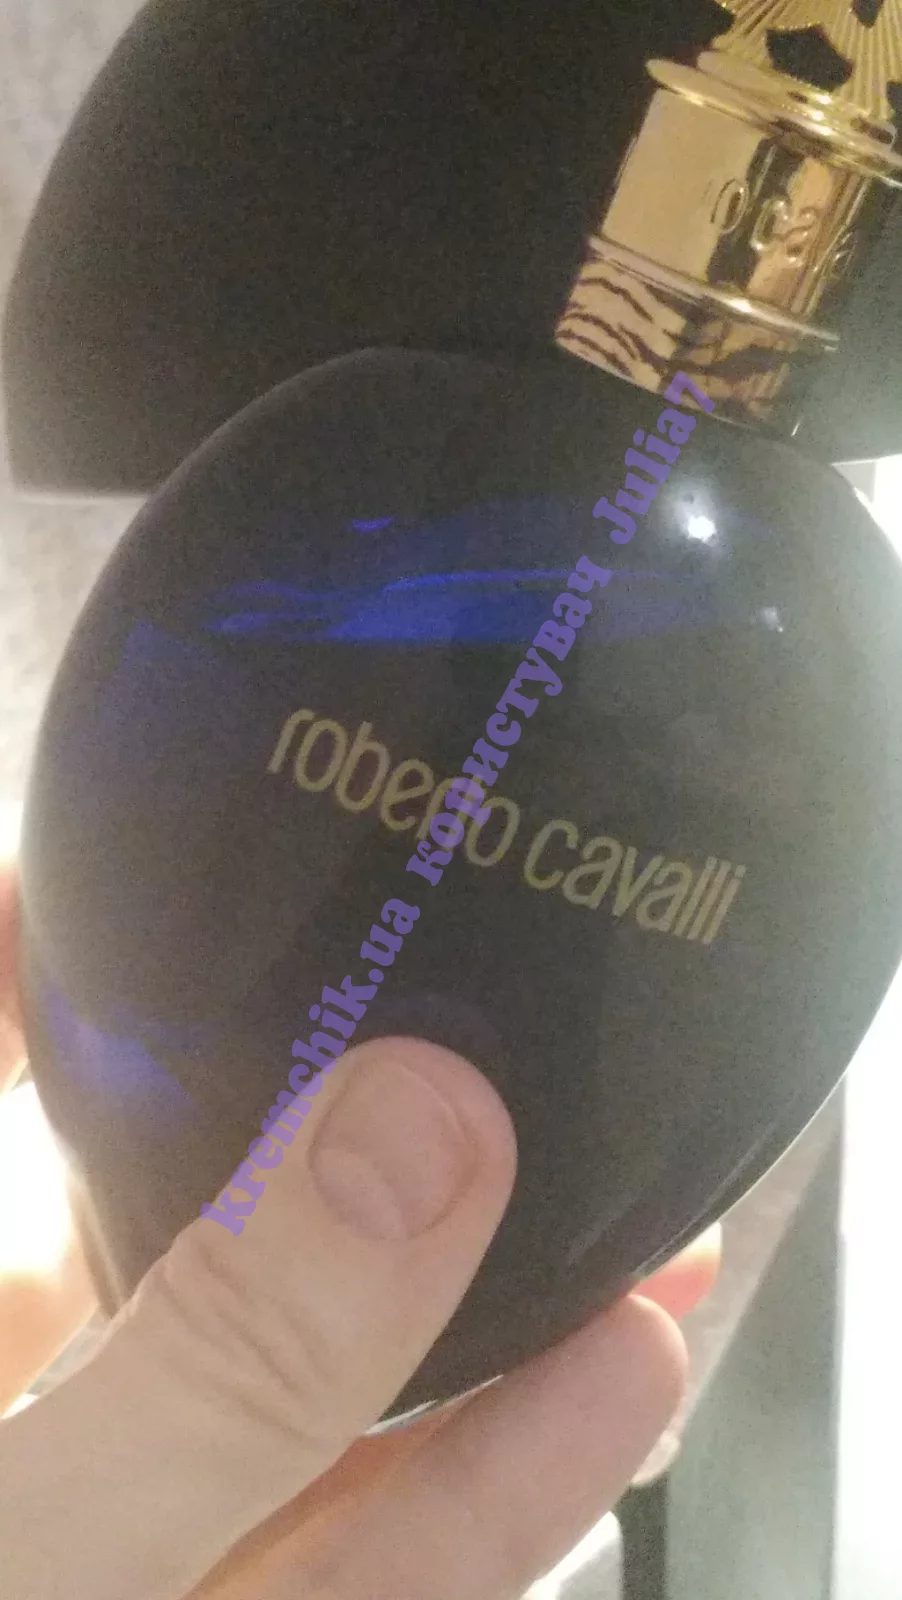 roberto cavalli
kremchik.ua користувач Julia7